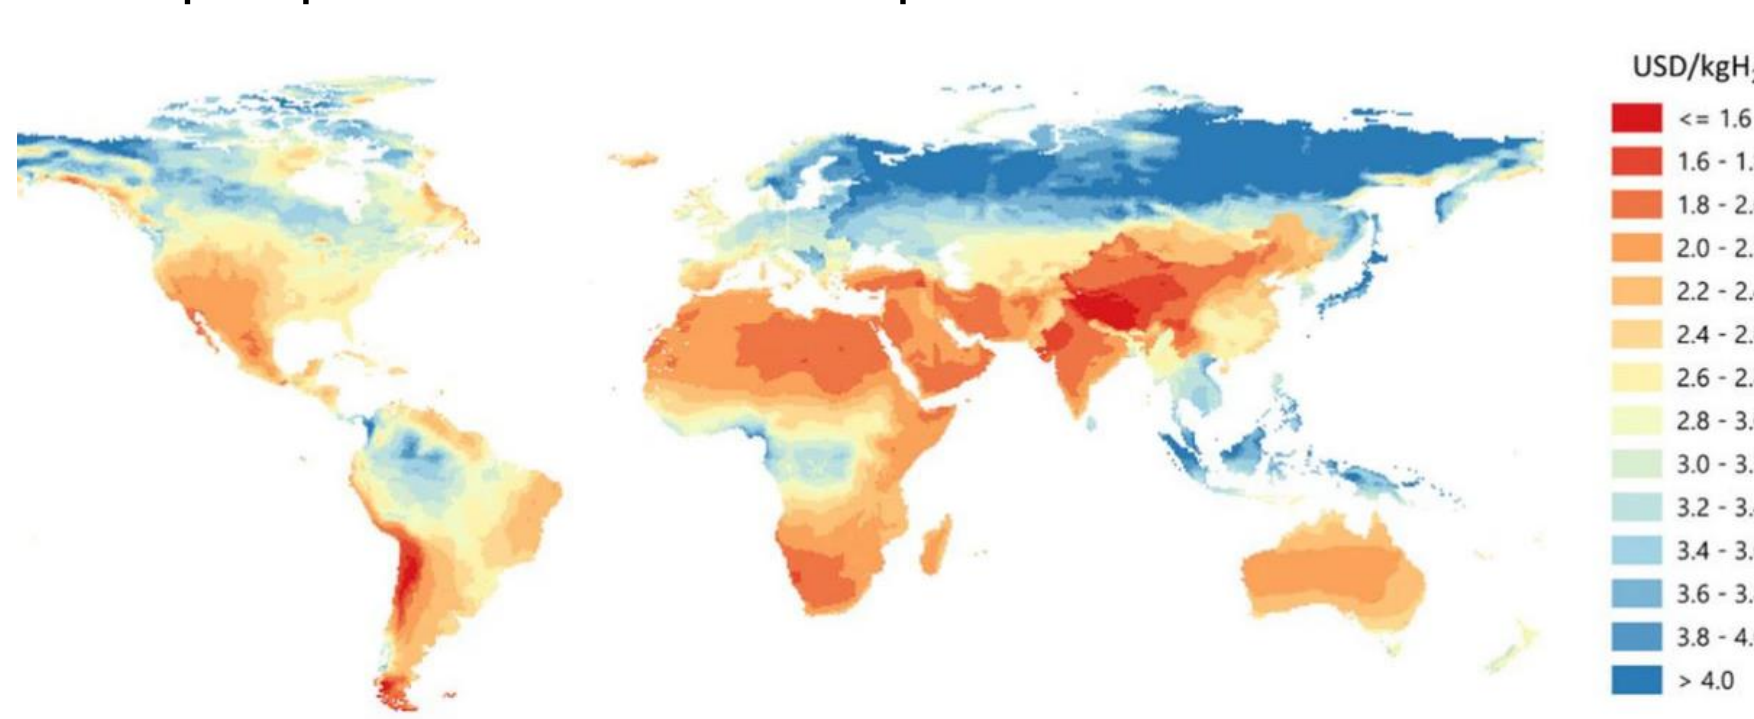 USD/kgH₂
<= 1.6
1.6 - 1.
1.8 - 2.
2.0 - 2.
2.2 - 2.
2.4 - 2.
2.6 - 2.
2.8 - 3.
3.0 - 3.
3.2 - 3.
3.4 - 3.
3.6 - 3.
3.8 - 4.
> 4.0